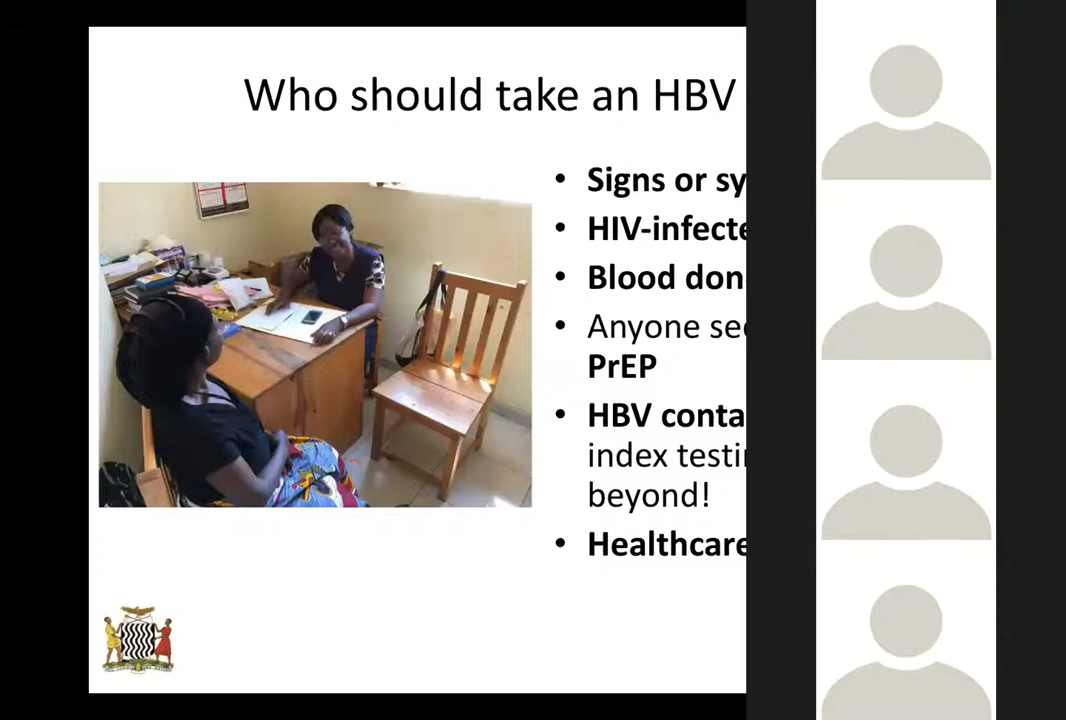 Who should take an HBV
• Signs or sy
• HIV-infecte
• Blood don
• Anyone see
PrEP
• HBV conta
index testi
beyond!
• Healthcare